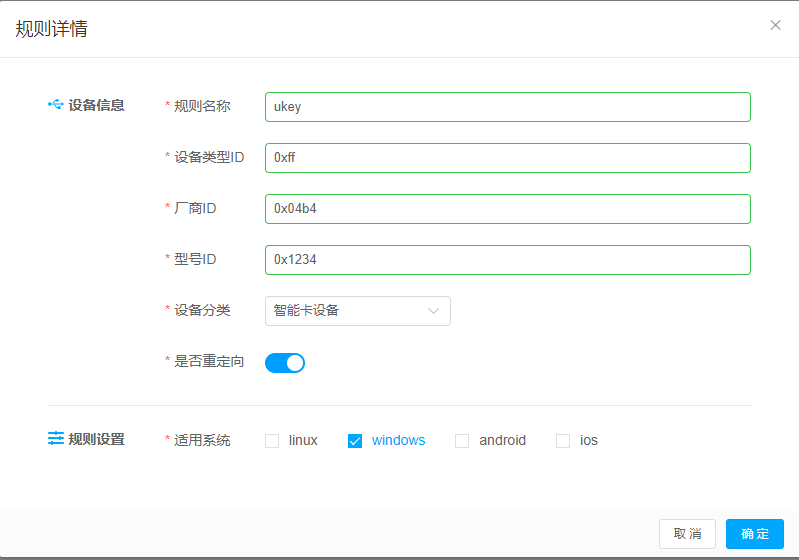 规则详情
设备信息 * 规则名称 ukey
* 设备类型ID 0xff
* 厂商ID 0x04b4
* 型号ID 0x1234
* 设备分类 智能卡设备
* 是否重定向
规则设置 * 适用系统 linux windows android ios
取消 确定